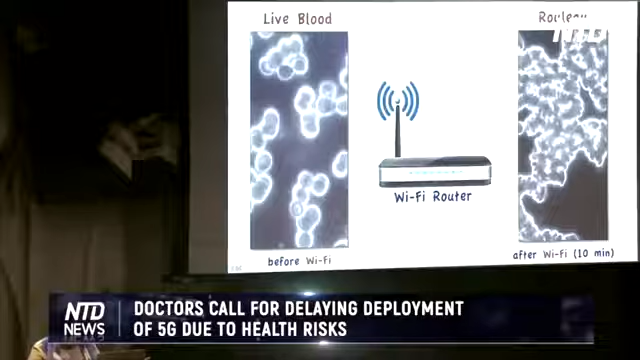 Live Blood
NTD
Wi-Fi Router
before Wi-Fi
after Wi-Fi (10 min)
NTD
NEWS
DOCTORS CALL FOR DELAYING DEPLOYMENT
OF 5G DUE TO HEALTH RISKS